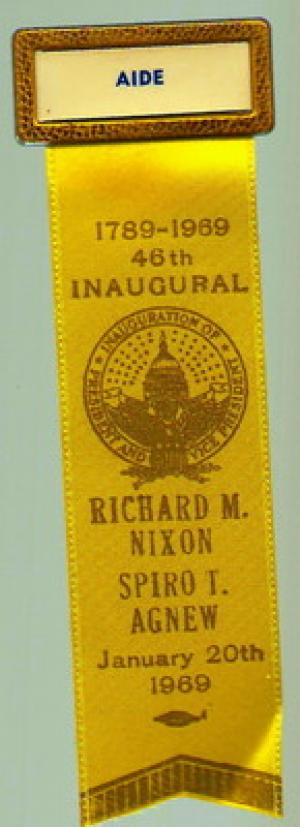 AIDE
1789-1969
46th
INAUGURAL
INAUGURATION OF
PRESIDENT AND VICE PRESIDENT
RICHARD M.
NIXON
SPIRO T.
AGNEW
January 20th
1969